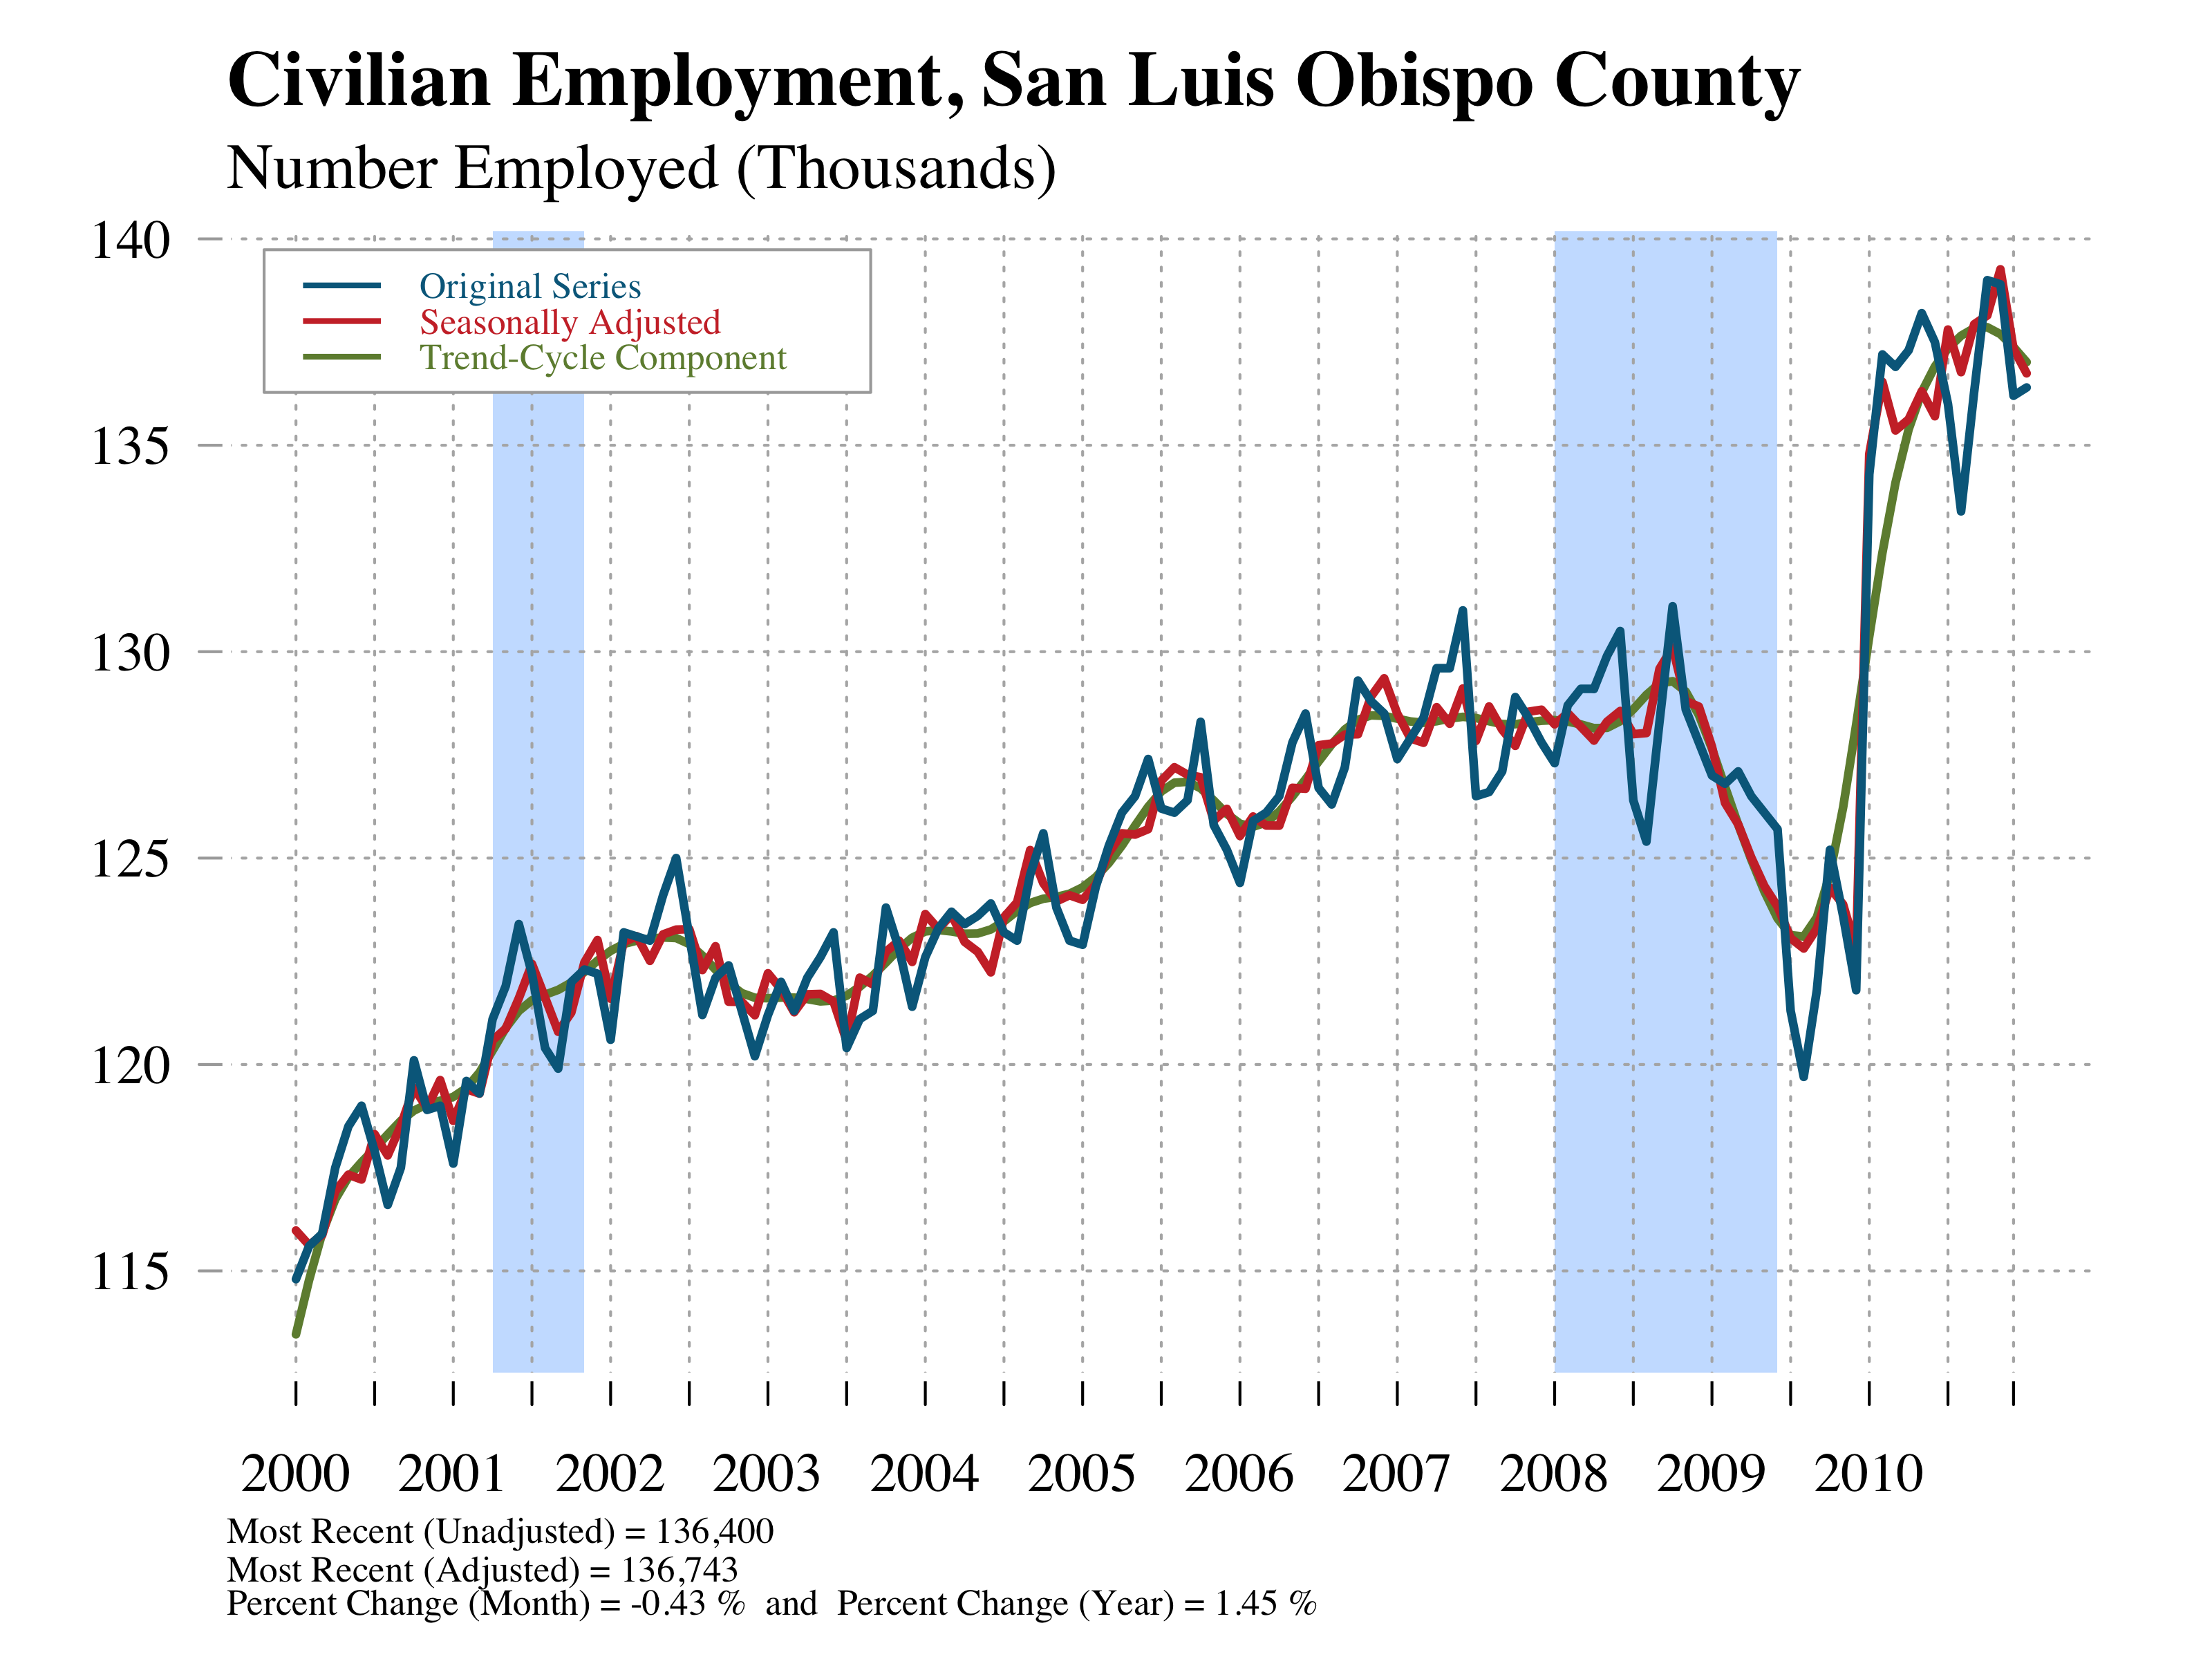 Civilian Employment, San Luis Obispo County
Number Employed (Thousands)
140
Original Series
Seasonally Adjusted
Trend-Cycle Component
135
130
125
120
115
2000 2001 2002 2003 2004 2005 2006 2007 2008 2009 2010
Most Recent (Unadjusted) = 136,400
Most Recent (Adjusted) = 136,743
Percent Change (Month) = -0.43 % and Percent Change (Year) = 1.45 %